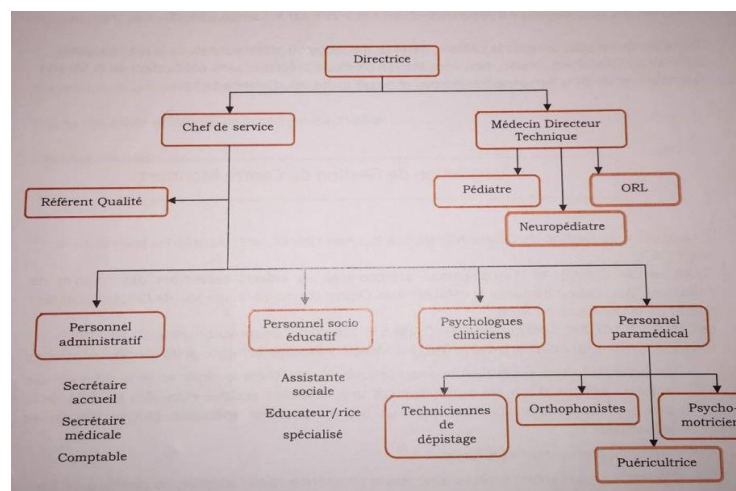 Directrice
Chef de service
Médecin Directeur
Technique
Pédiatre
ORL
Référent Qualité
Neuropédiatre
Personnel
administratif
Personnel socio
éducatif
Psychologues
cliniciens
Personnel
paramédical
Secrétaire
accueil
Secrétaire
médicale
Comptable
Assistante
sociale
Educateur/rice
spécialisé
Techniciennes
de
dépistage
Orthophonistes
Psycho-
motricien
Puéricultrice